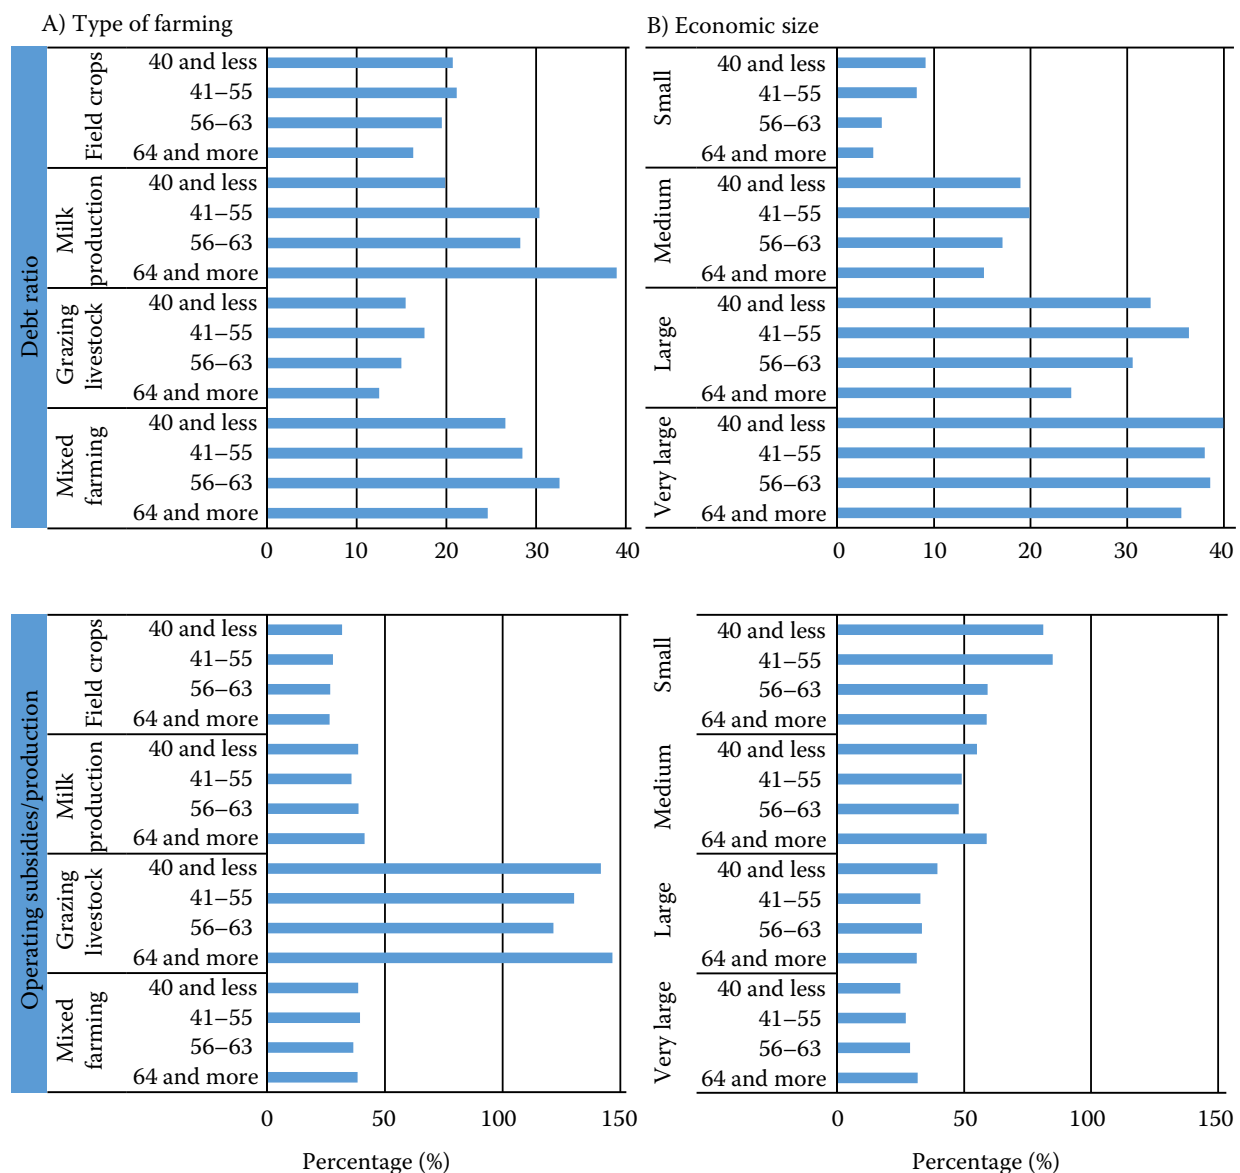 A) Type of farming
B) Economic size
Debt ratio
Field crops
40 and less
41–55
56–63
64 and more
Milk
production
40 and less
41–55
56–63
64 and more
Grazing
livestock
40 and less
41–55
56–63
64 and more
Mixed
farming
40 and less
41–55
56–63
64 and more
0 10 20 30 40
Small
40 and less
41–55
56–63
64 and more
Medium
40 and less
41–55
56–63
64 and more
Large
40 and less
41–55
56–63
64 and more
Very large
40 and less
41–55
56–63
64 and more
0 10 20 30 40
Operating subsidies/production
Field crops
40 and less
41–55
56–63
64 and more
Milk
production
40 and less
41–55
56–63
64 and more
Grazing
livestock
40 and less
41–55
56–63
64 and more
Mixed
farming
40 and less
41–55
56–63
64 and more
0 50 100 150
Percentage (%)
Small
40 and less
41–55
56–63
64 and more
Medium
40 and less
41–55
56–63
64 and more
Large
40 and less
41–55
56–63
64 and more
Very large
40 and less
41–55
56–63
64 and more
0 50 100 150
Percentage (%)